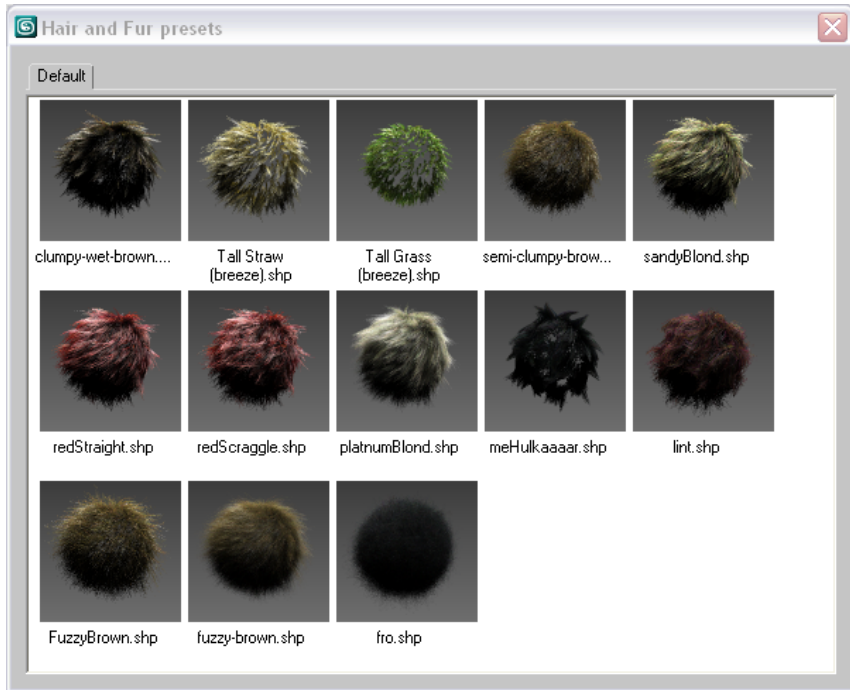 Hair and Fur presets
Default
clumpy-wet-brown....
Tall Straw
(breeze).shp
Tall Grass
(breeze).shp
semi-clumpy-brow...
sandyBlond.shp
redStraight.shp
redScraggle.shp
platnumBlond.shp
meHulkaaaar.shp
lint.shp
FuzzyBrown.shp
fuzzy-brown.shp
fro.shp